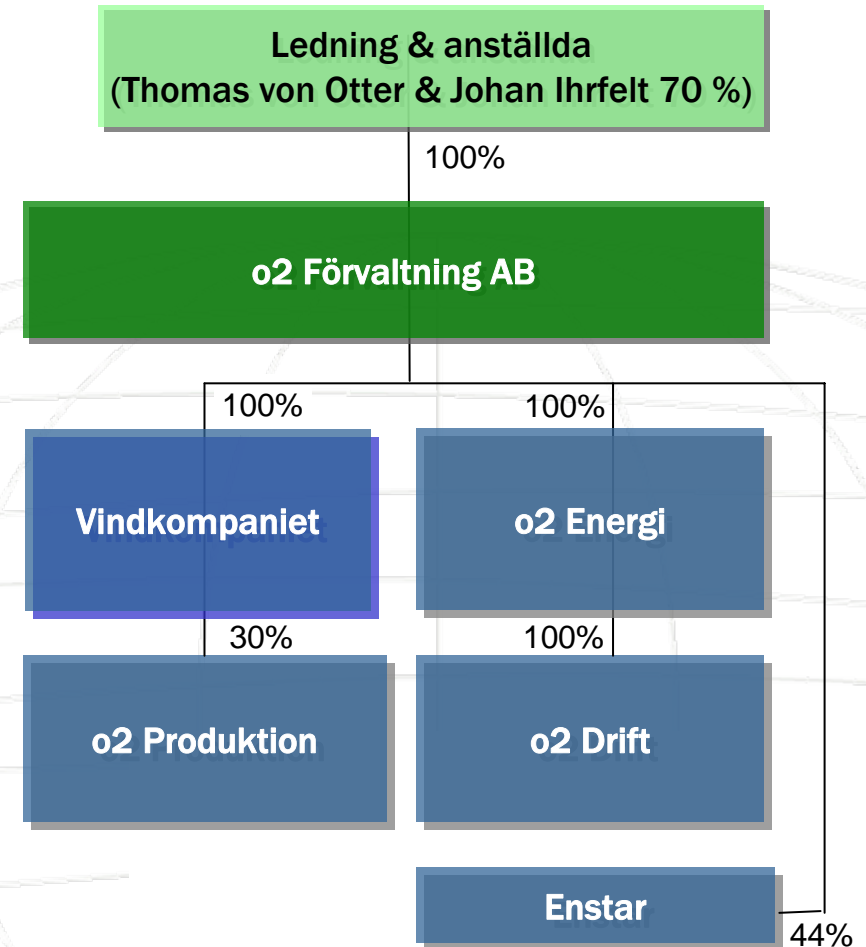 Ledning & anställda
(Thomas von Otter & Johan Ihrfelt 70 %)
100%
o2 Förvaltning AB
100%
100%
Vindkompaniet
o2 Energi
30%
100%
o2 Produktion
o2 Drift
Enstar
44%